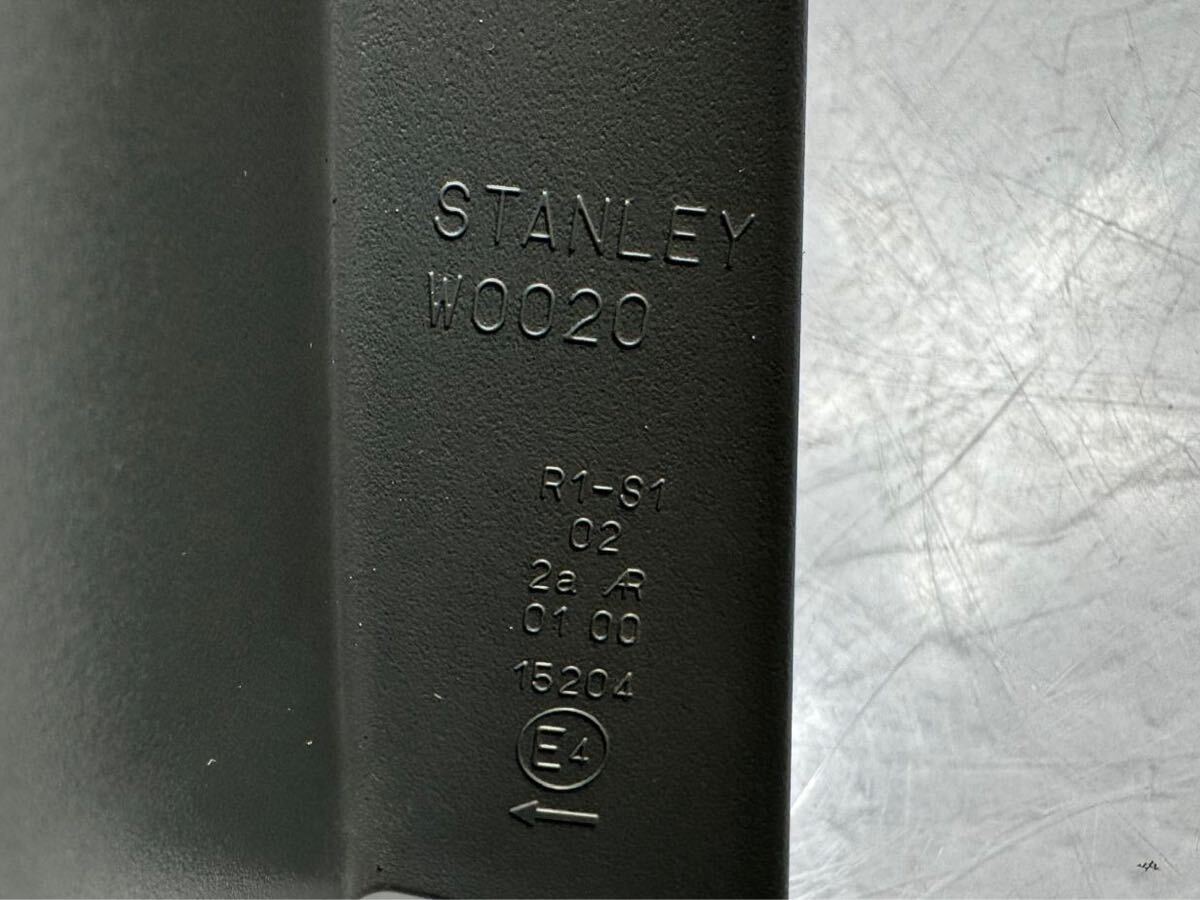 STANLEY
W0020
R1-S1
02
2a AR
01 00
15204
E4